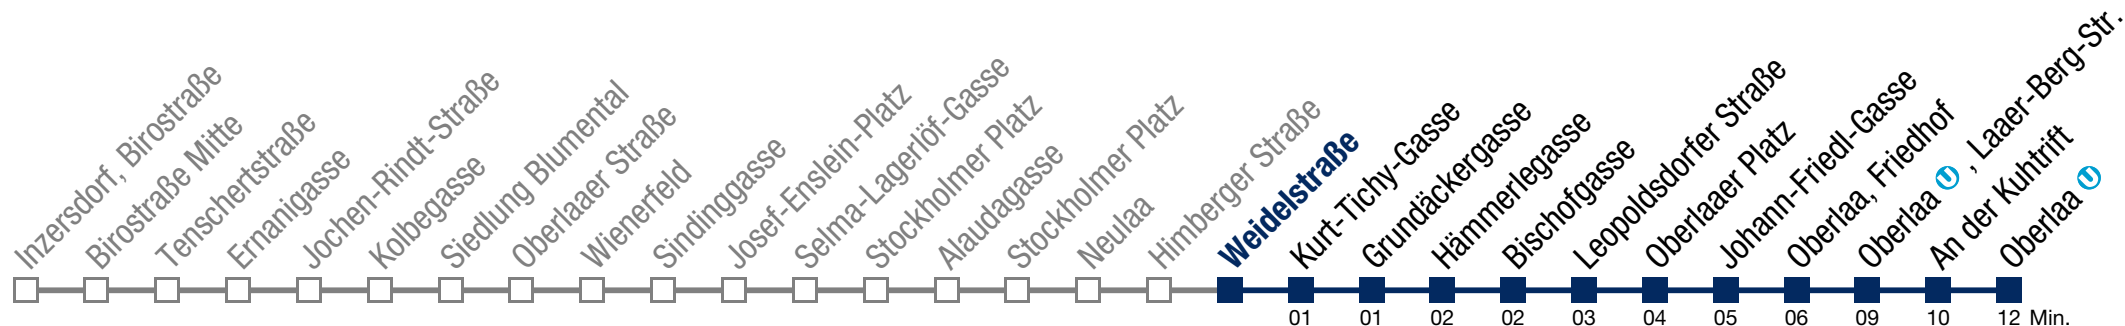 Inzersdorf, Birostraße
Birostraße Mitte
Tenschertstraße
Ernanigasse
Jochen-Rindt-Straße
Kolbegasse
Siedlung Blumental
Oberlaaer Straße
Wienerfeld
Sindinggasse
Josef-Enslein-Platz
Selma-Lagerlöf-Gasse
Stockholmer Platz
Alaudagasse
Stockholmer Platz
Neulaa
Himberger Straße
Weidelstraße
Kurt-Tichy-Gasse
Grundäckergasse
Hämmerlegasse
Bischofgasse
Leopoldsdorfer Straße
Oberlaaer Platz
Johann-Friedl-Gasse
Oberlaa, Friedhof
Oberlaa U , Laaer-Berg-Str.
An der Kuhtrift
Oberlaa U
01 01 02 02 03 04 05 06 09 10 12 Min.